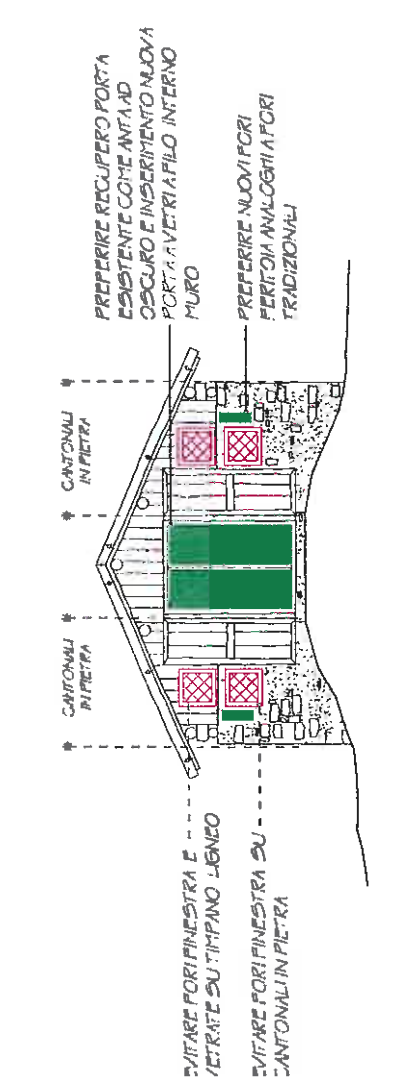 PREFERIRE RECUPERO PORTA
ESISTENTE COME ANTA AD
OSCURO E INSERIMENTO NUOVA
PORTA A VETRI A FILO INTERNO
MURO
PREFERIRE NUOVI FORI
FERITOIA ANALOGHI A FORI
TRADIZIONALI
CANTONALI
IN PIETRA
CANTONALI
IN PIETRA
EVITARE FORI FINESTRA E
VETRATE SU TIMPANO LIGNEO
EVITARE FORI FINESTRA SU
CANTONALI IN PIETRA